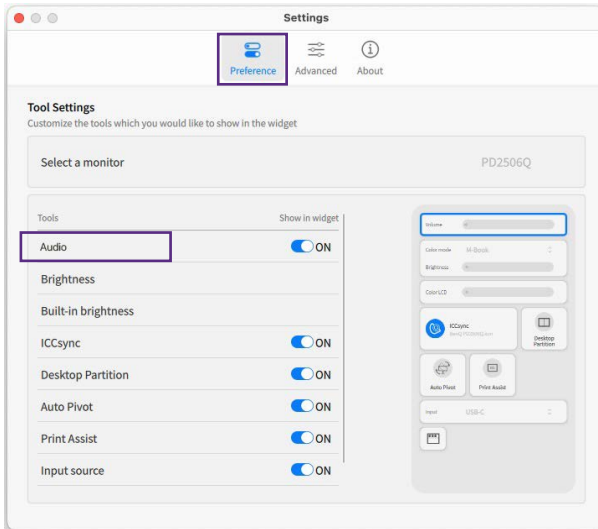 Settings
Preference Advanced About
Tool Settings
Customize the tools which you would like to show in the widget
Select a monitor PD2506Q
Tools Show in widget
Audio ON
Brightness
Built-in brightness
ICCsync ON
Desktop Partition ON
Auto Pivot ON
Print Assist ON
Input source ON
Volume
Color mode M-Book
Brightness
Color LCD
ICCsync
Desktop
Partition
Auto Pivot Print Assist
Input USB-C